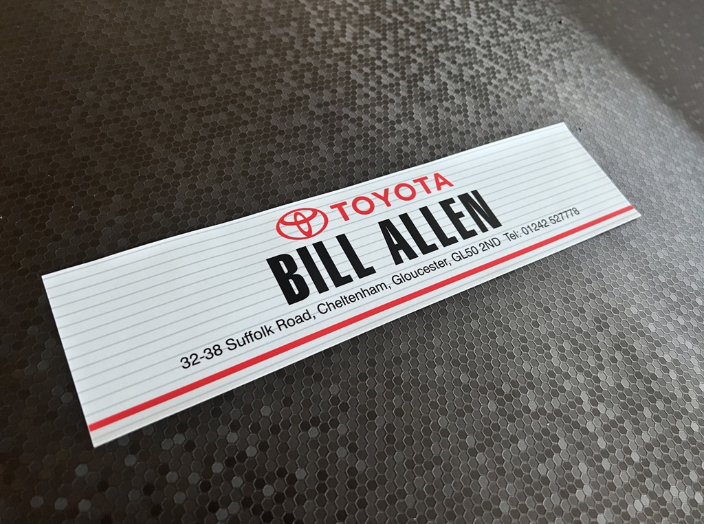 TOYOTA
BILL ALLEN
32-38 Suffolk Road, Cheltenham, Gloucester, GL50 2ND Tel: 01242 527778